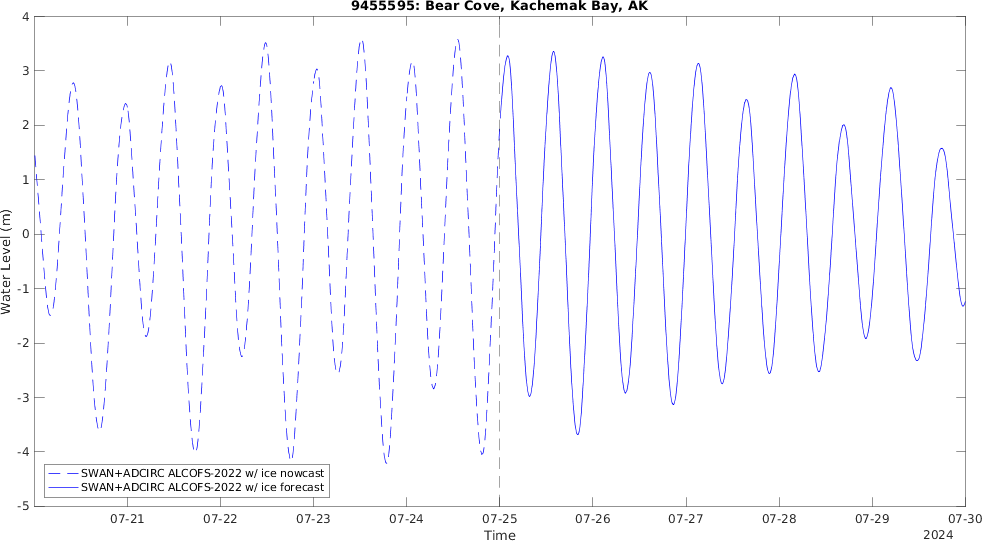 9455595: Bear Cove, Kachemak Bay, AK
Water Level (m)
4
3
2
1
0
-1
-2
-3
-4
-5
SWAN+ADCIRC ALCOFS-2022 w/ ice nowcast
SWAN+ADCIRC ALCOFS-2022 w/ ice forecast
07-21 07-22 07-23 07-24 07-25 07-26 07-27 07-28 07-29 07-30
Time
2024